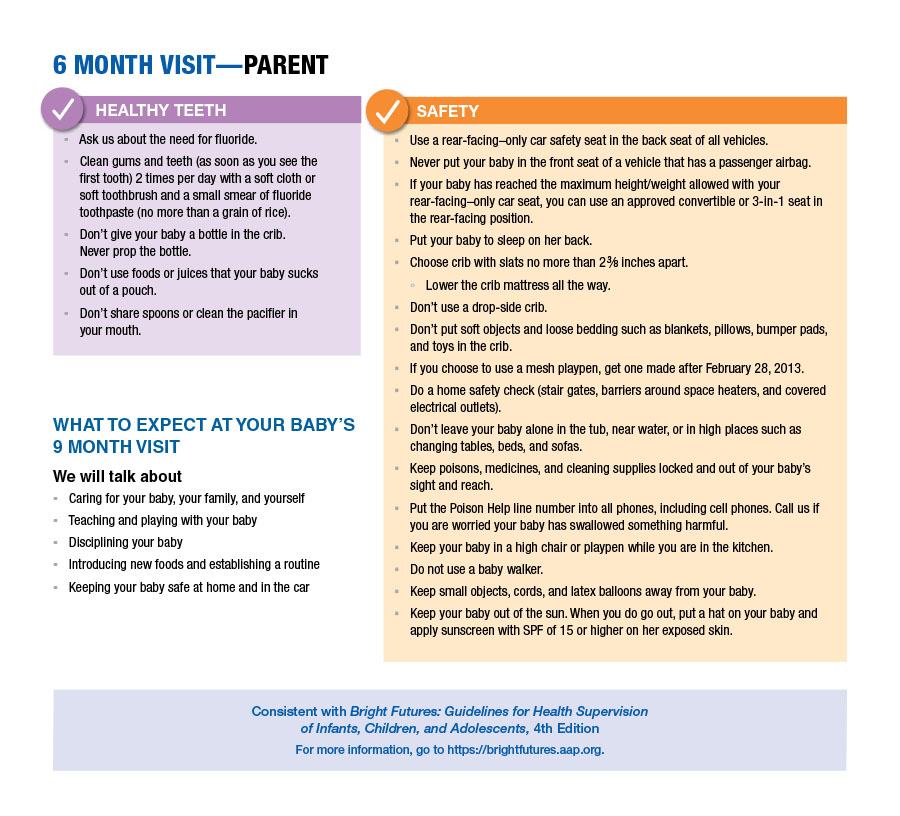 6 MONTH VISIT—PARENT
HEALTHY TEETH
▪ Ask us about the need for fluoride.
▪ Clean gums and teeth (as soon as you see the
first tooth) 2 times per day with a soft cloth or
soft toothbrush and a small smear of fluoride
toothpaste (no more than a grain of rice).
▪ Don’t give your baby a bottle in the crib.
Never prop the bottle.
▪ Don’t use foods or juices that your baby sucks
out of a pouch.
▪ Don’t share spoons or clean the pacifier in
your mouth.
WHAT TO EXPECT AT YOUR BABY’S
9 MONTH VISIT
We will talk about
▪ Caring for your baby, your family, and yourself
▪ Teaching and playing with your baby
▪ Disciplining your baby
▪ Introducing new foods and establishing a routine
▪ Keeping your baby safe at home and in the car
SAFETY
▪ Use a rear-facing–only car safety seat in the back seat of all vehicles.
▪ Never put your baby in the front seat of a vehicle that has a passenger airbag.
▪ If your baby has reached the maximum height/weight allowed with your
rear-facing–only car seat, you can use an approved convertible or 3-in-1 seat in
the rear-facing position.
▪ Put your baby to sleep on her back.
▪ Choose crib with slats no more than 2⅜ inches apart.
▫ Lower the crib mattress all the way.
▪ Don’t use a drop-side crib.
▪ Don’t put soft objects and loose bedding such as blankets, pillows, bumper pads,
and toys in the crib.
▪ If you choose to use a mesh playpen, get one made after February 28, 2013.
▪ Do a home safety check (stair gates, barriers around space heaters, and covered
electrical outlets).
▪ Don’t leave your baby alone in the tub, near water, or in high places such as
changing tables, beds, and sofas.
▪ Keep poisons, medicines, and cleaning supplies locked and out of your baby’s
sight and reach.
▪ Put the Poison Help line number into all phones, including cell phones. Call us if
you are worried your baby has swallowed something harmful.
▪ Keep your baby in a high chair or playpen while you are in the kitchen.
▪ Do not use a baby walker.
▪ Keep small objects, cords, and latex balloons away from your baby.
▪ Keep your baby out of the sun. When you do go out, put a hat on your baby and
apply sunscreen with SPF of 15 or higher on her exposed skin.
Consistent with Bright Futures: Guidelines for Health Supervision
of Infants, Children, and Adolescents, 4th Edition
For more information, go to https://brightfutures.aap.org.